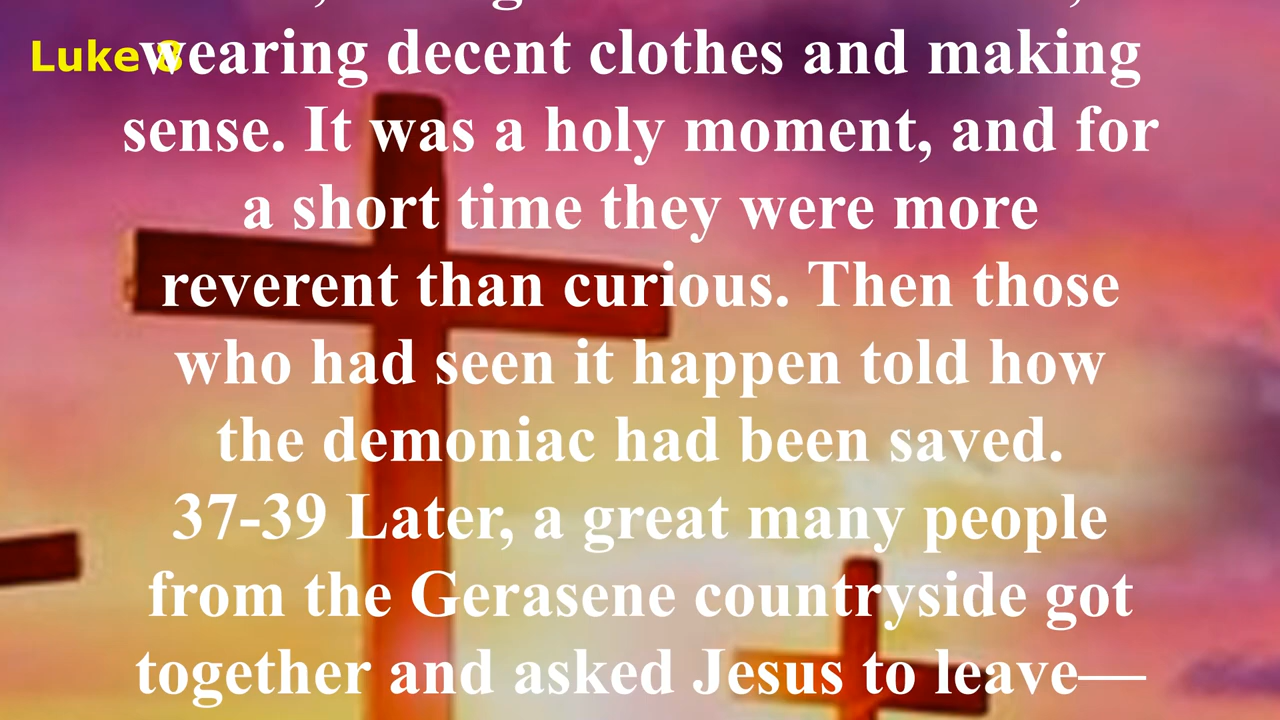 Luke 8
wearing decent clothes and making
sense. It was a holy moment, and for
a short time they were more
reverent than curious. Then those
who had seen it happen told how
the demoniac had been saved.
37-39 Later, a great many people
from the Gerasene countryside got
together and asked Jesus to leave—